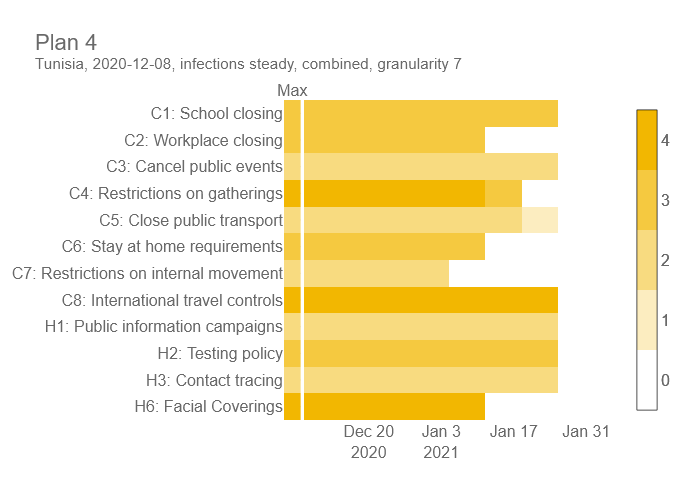 Plan 4
Tunisia, 2020-12-08, infections steady, combined, granularity 7
Max
C1: School closing
C2: Workplace closing
C3: Cancel public events
C4: Restrictions on gatherings
C5: Close public transport
C6: Stay at home requirements
C7: Restrictions on internal movement
C8: International travel controls
H1: Public information campaigns
H2: Testing policy
H3: Contact tracing
H6: Facial Coverings
Dec 20 Jan 3 Jan 17 Jan 31
2020 2021
4
3
2
1
0